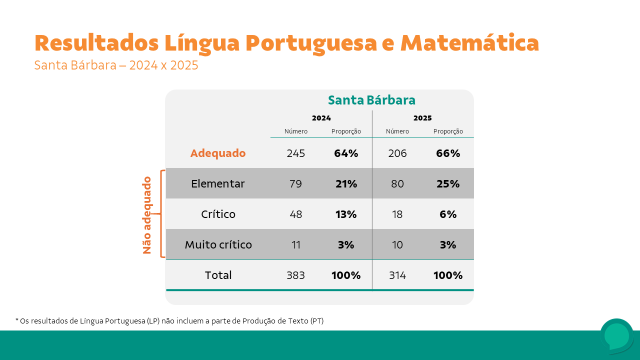 Resultados Língua Portuguesa e Matemática
Santa Bárbara – 2024 x 2025
Santa Bárbara
2024 2025
Número Proporção Número Proporção
Adequado 245 64% 206 66%
Não adequado
Elementar 79 21% 80 25%
Crítico 48 13% 18 6%
Muito crítico 11 3% 10 3%
Total 383 100% 314 100%
* Os resultados de Língua Portuguesa (LP) não incluem a parte de Produção de Texto (PT)